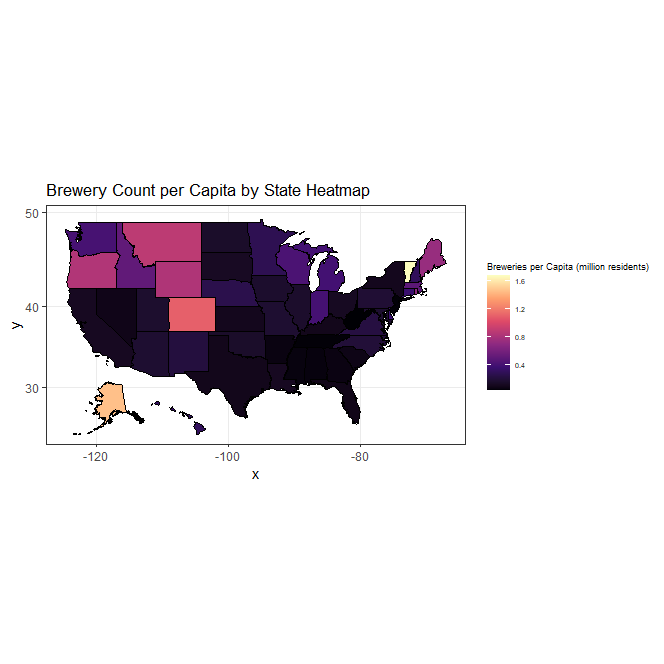 Brewery Count per Capita by State Heatmap
50
40
30
y
-120
-100
-80
x
Breweries per Capita (million residents)
1.6
1.2
0.8
0.4